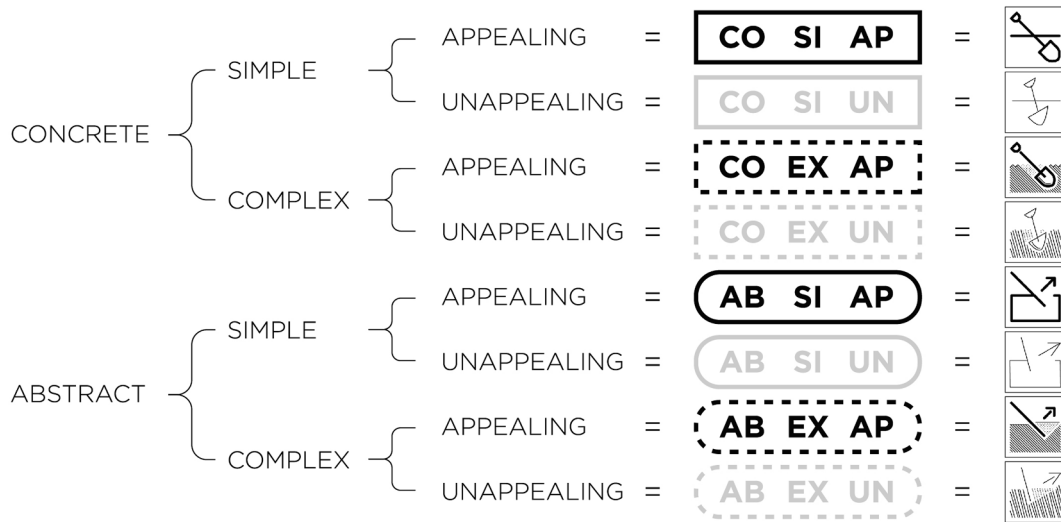 APPEALING = CO SI AP =
SIMPLE
UNAPPEALING = CO SI UN =
CONCRETE
APPEALING = CO EX AP =
COMPLEX
UNAPPEALING = CO EX UN =
APPEALING = AB SI AP =
SIMPLE
UNAPPEALING = AB SI UN =
ABSTRACT
APPEALING = AB EX AP =
COMPLEX
UNAPPEALING = AB EX UN =